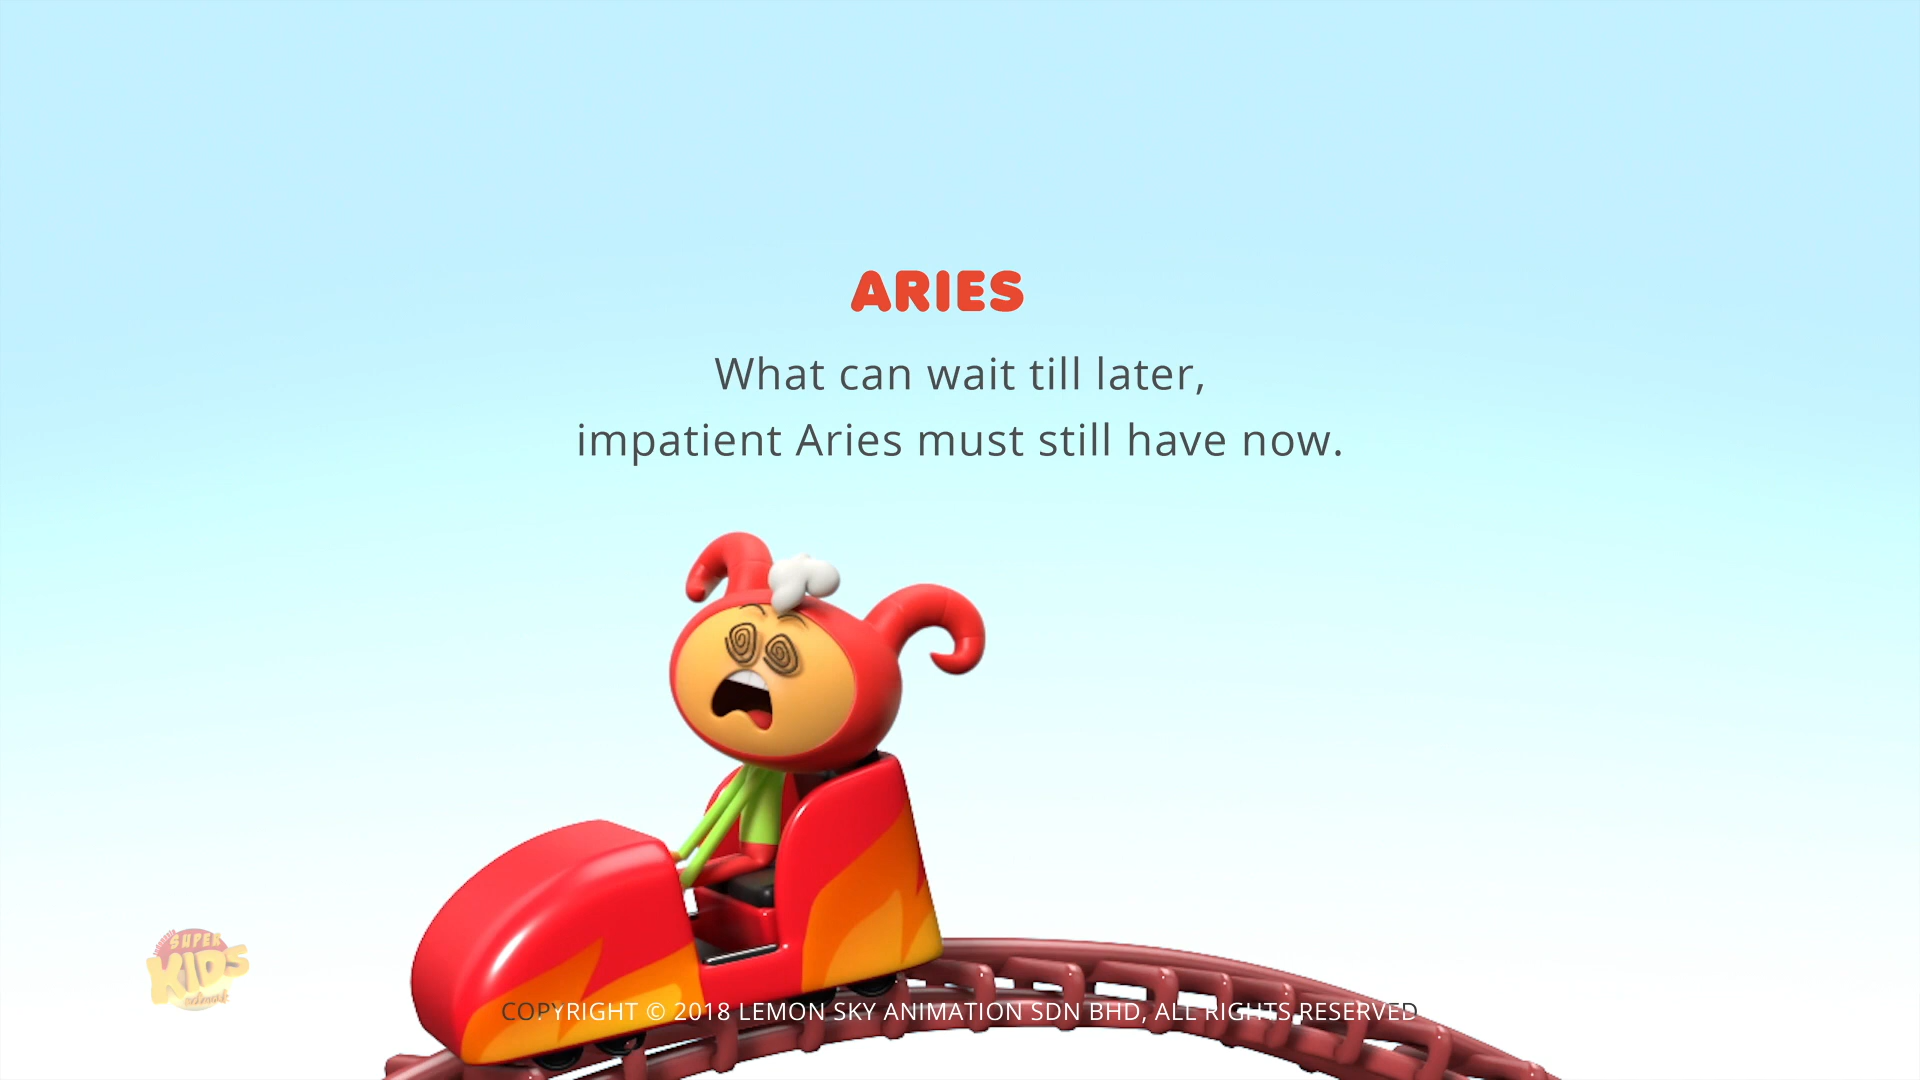 ARIES
What can wait till later,
impatient Aries must still have now.
SUPER
KIDS
COPYRIGHT © 2018 LEMON SKY ANIMATION SDN BHD, ALL RIGHTS RESERVED